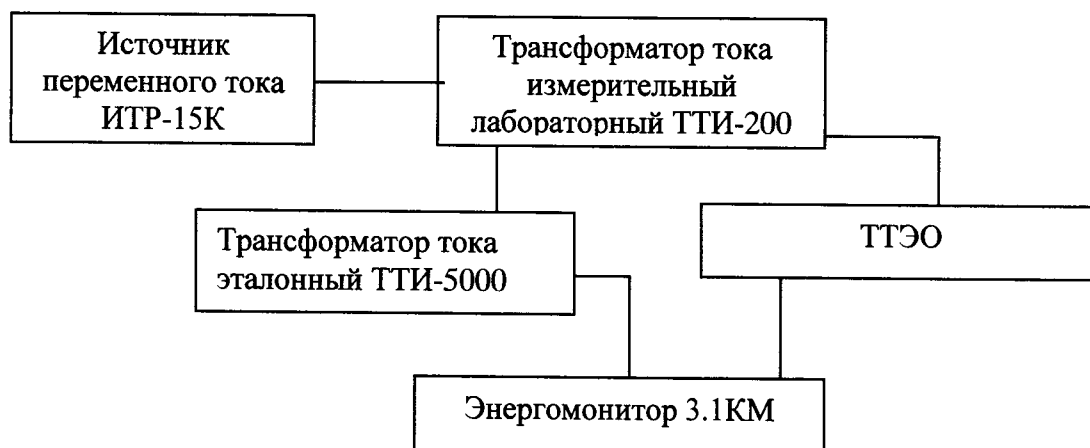 Источник
переменного тока
ИТР-15К
Трансформатор тока
измерительный
лабораторный ТТИ-200
Трансформатор тока
эталонный ТТИ-5000
ТТЭО
Энергомонитор 3.1КМ